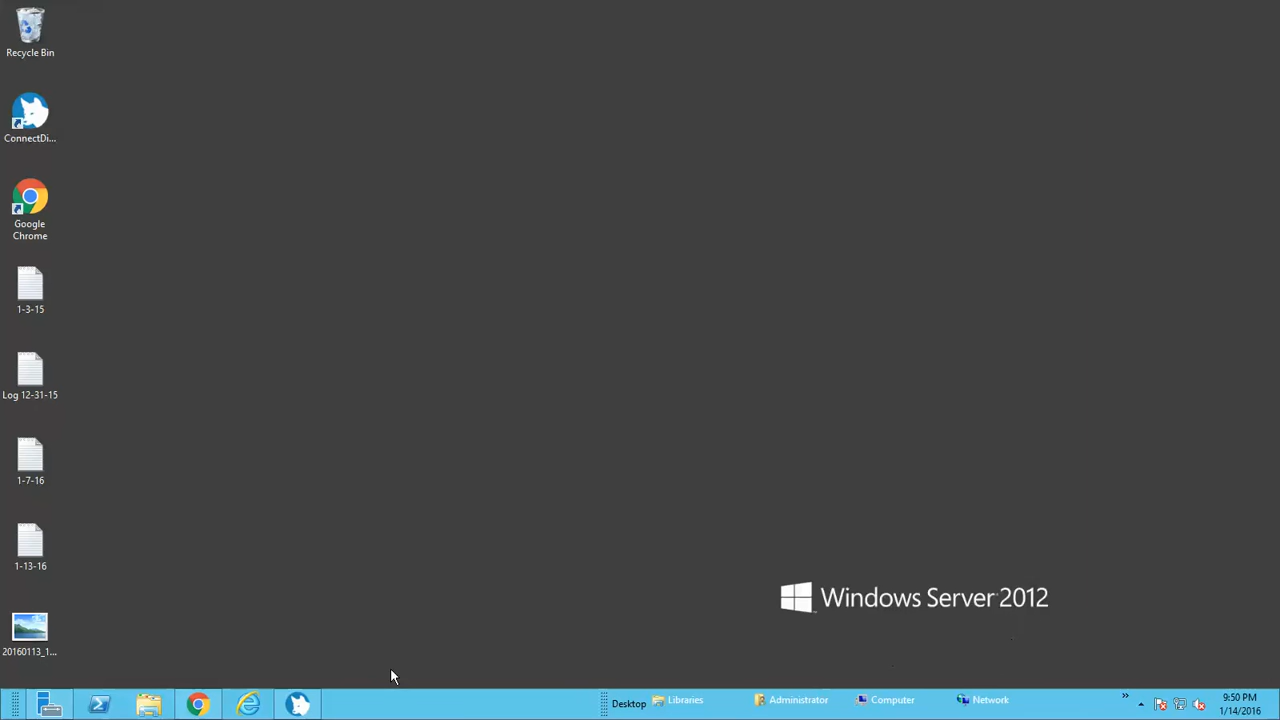 Recycle Bin
ConnectDi...
Google
Chrome
1-3-15
Log 12-31-15
1-7-16
1-13-16
20160113_1...
Windows Server 2012
Desktop
Libraries
Administrator
Computer
Network
»
9:50 PM
1/14/2016